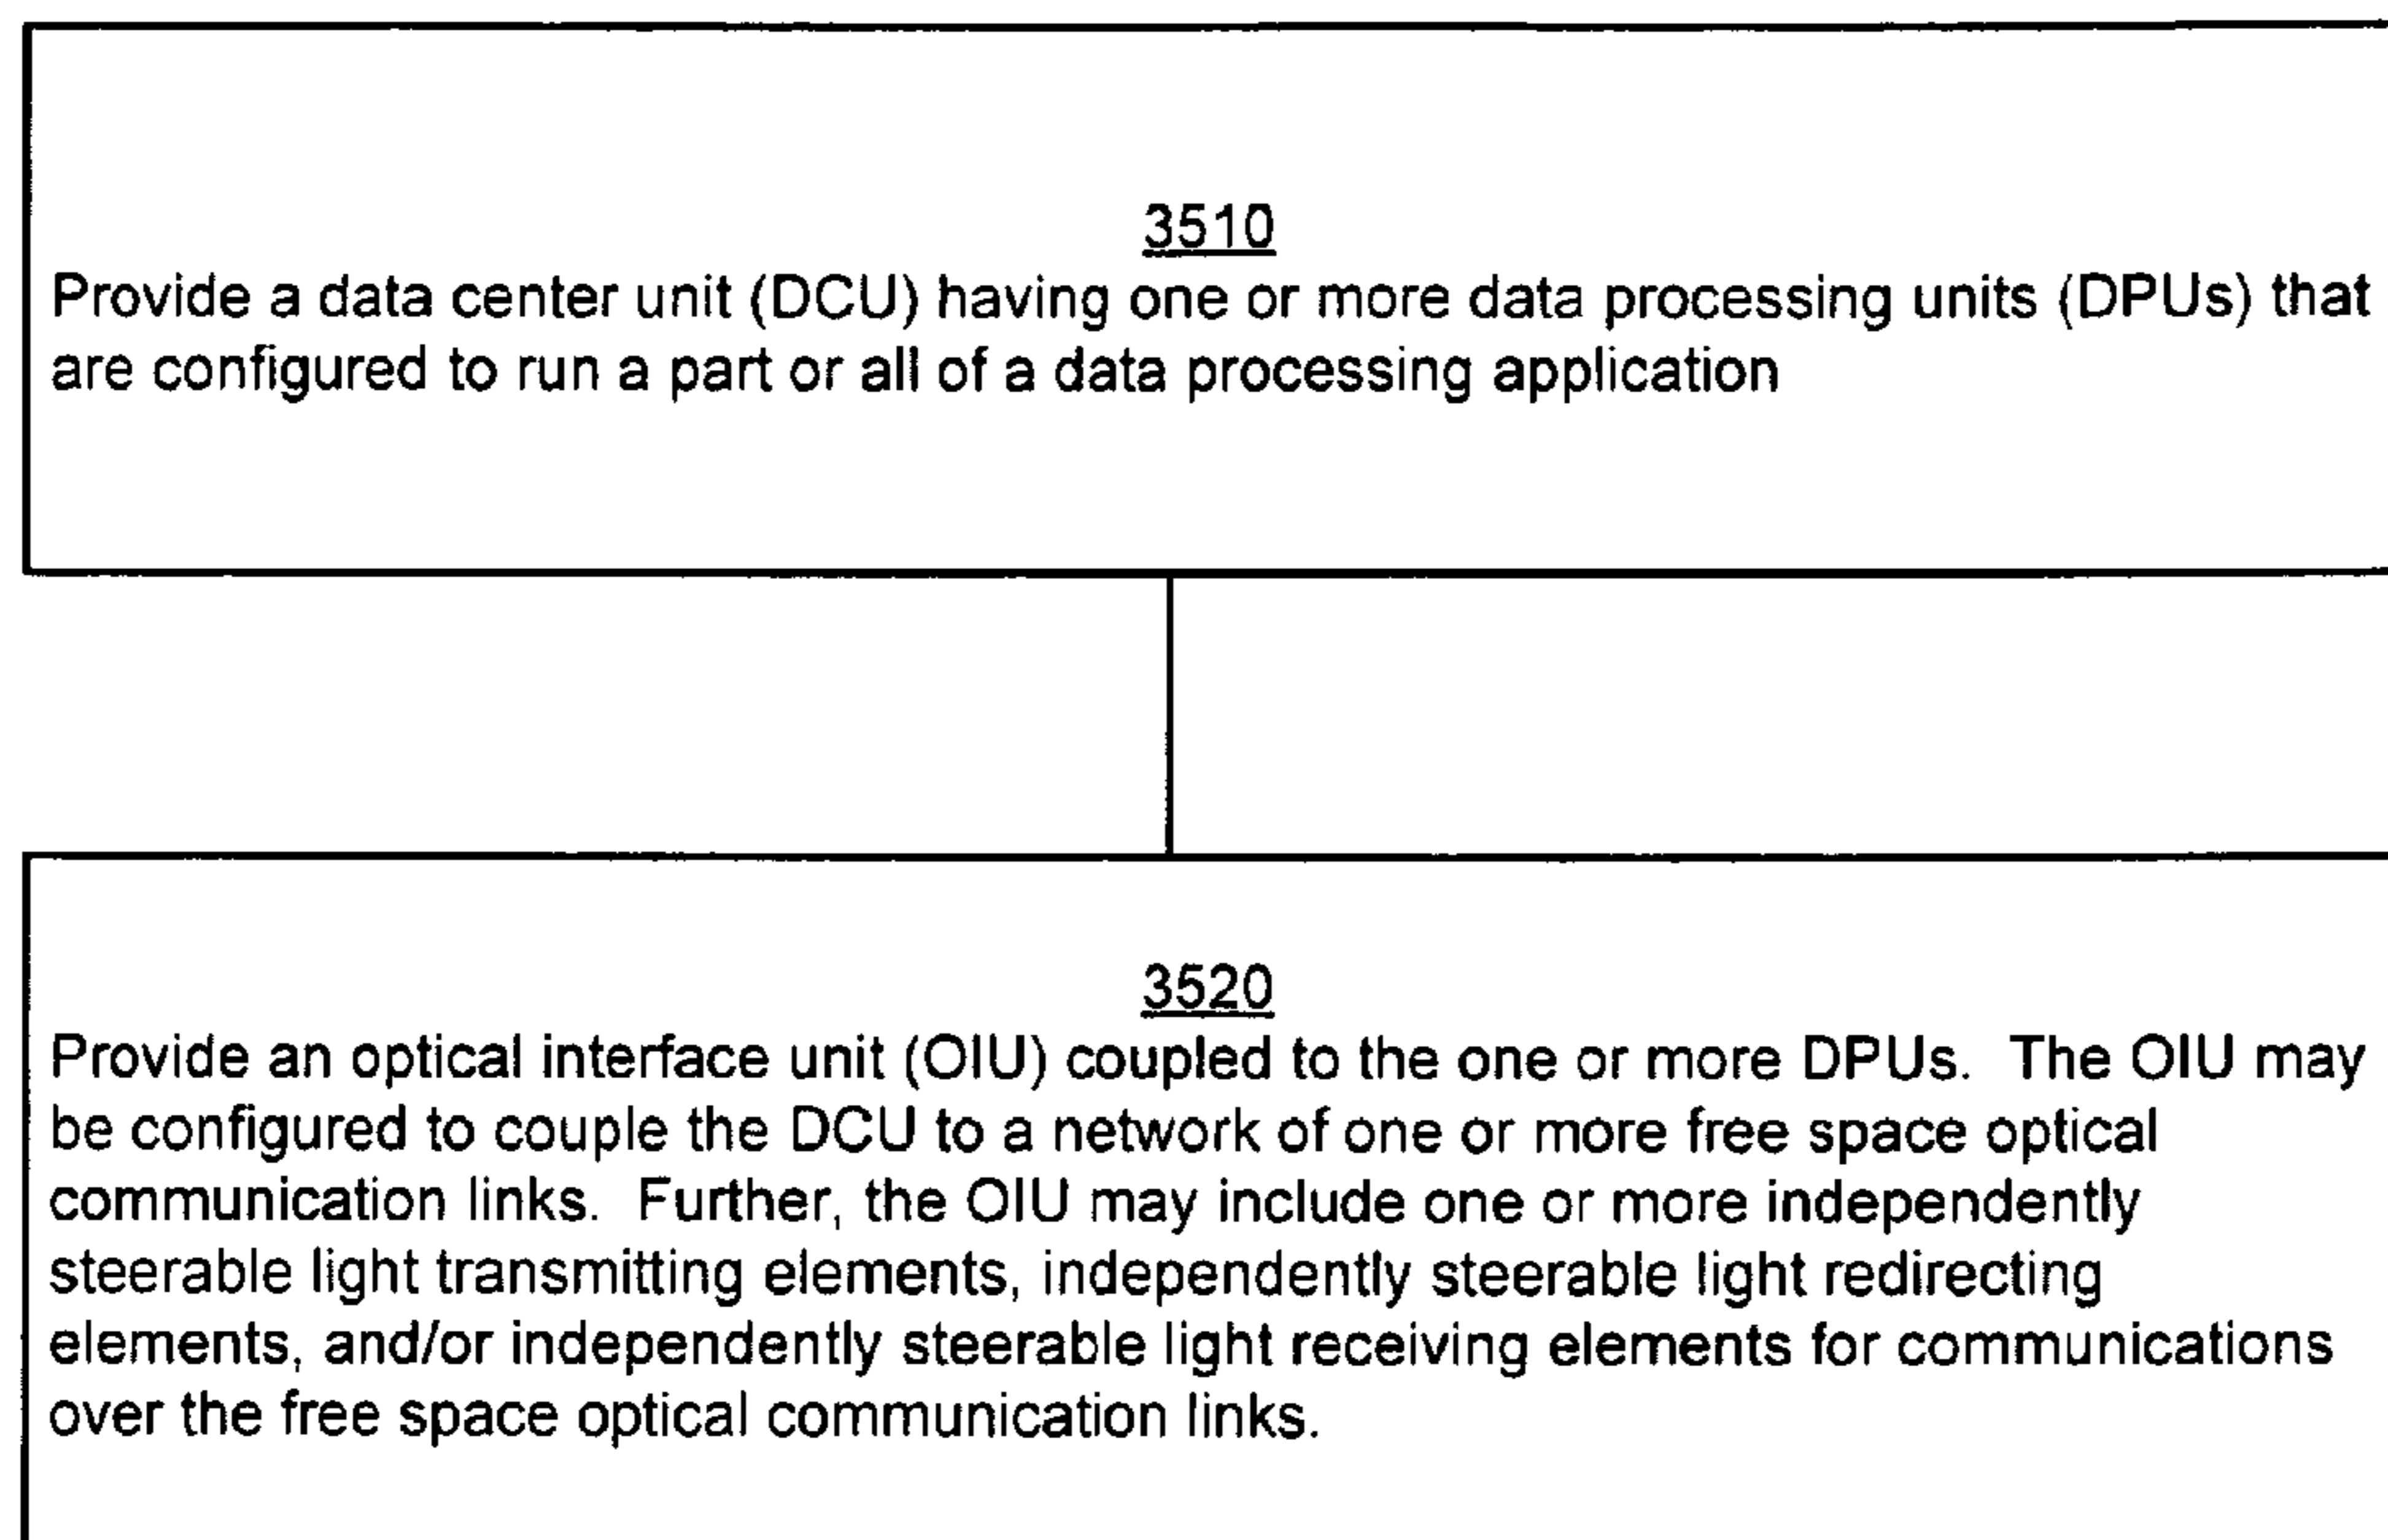 3510
Provide a data center unit (DCU) having one or more data processing units (DPUs) that
are configured to run a part or all of a data processing application
3520
Provide an optical interface unit (OIU) coupled to the one or more DPUs.  The OIU may
be configured to couple the DCU to a network of one or more free space optical
communication links.  Further, the OIU may include one or more independently
steerable light transmitting elements, independently steerable light redirecting
elements, and/or independently steerable light receiving elements for communications
over the free space optical communication links.